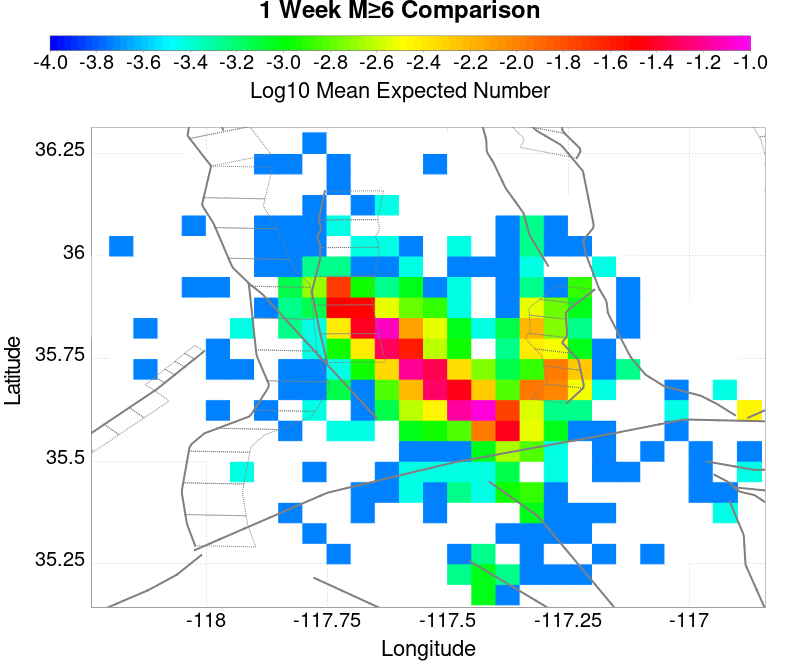 1 Week M≥6 Comparison
-4.0 -3.8 -3.6 -3.4 -3.2 -3.0 -2.8 -2.6 -2.4 -2.2 -2.0 -1.8 -1.6 -1.4 -1.2 -1.0
Log10 Mean Expected Number
36.25
36
35.75
35.5
35.25
Latitude
-118 -117.75 -117.5 -117.25 -117
Longitude